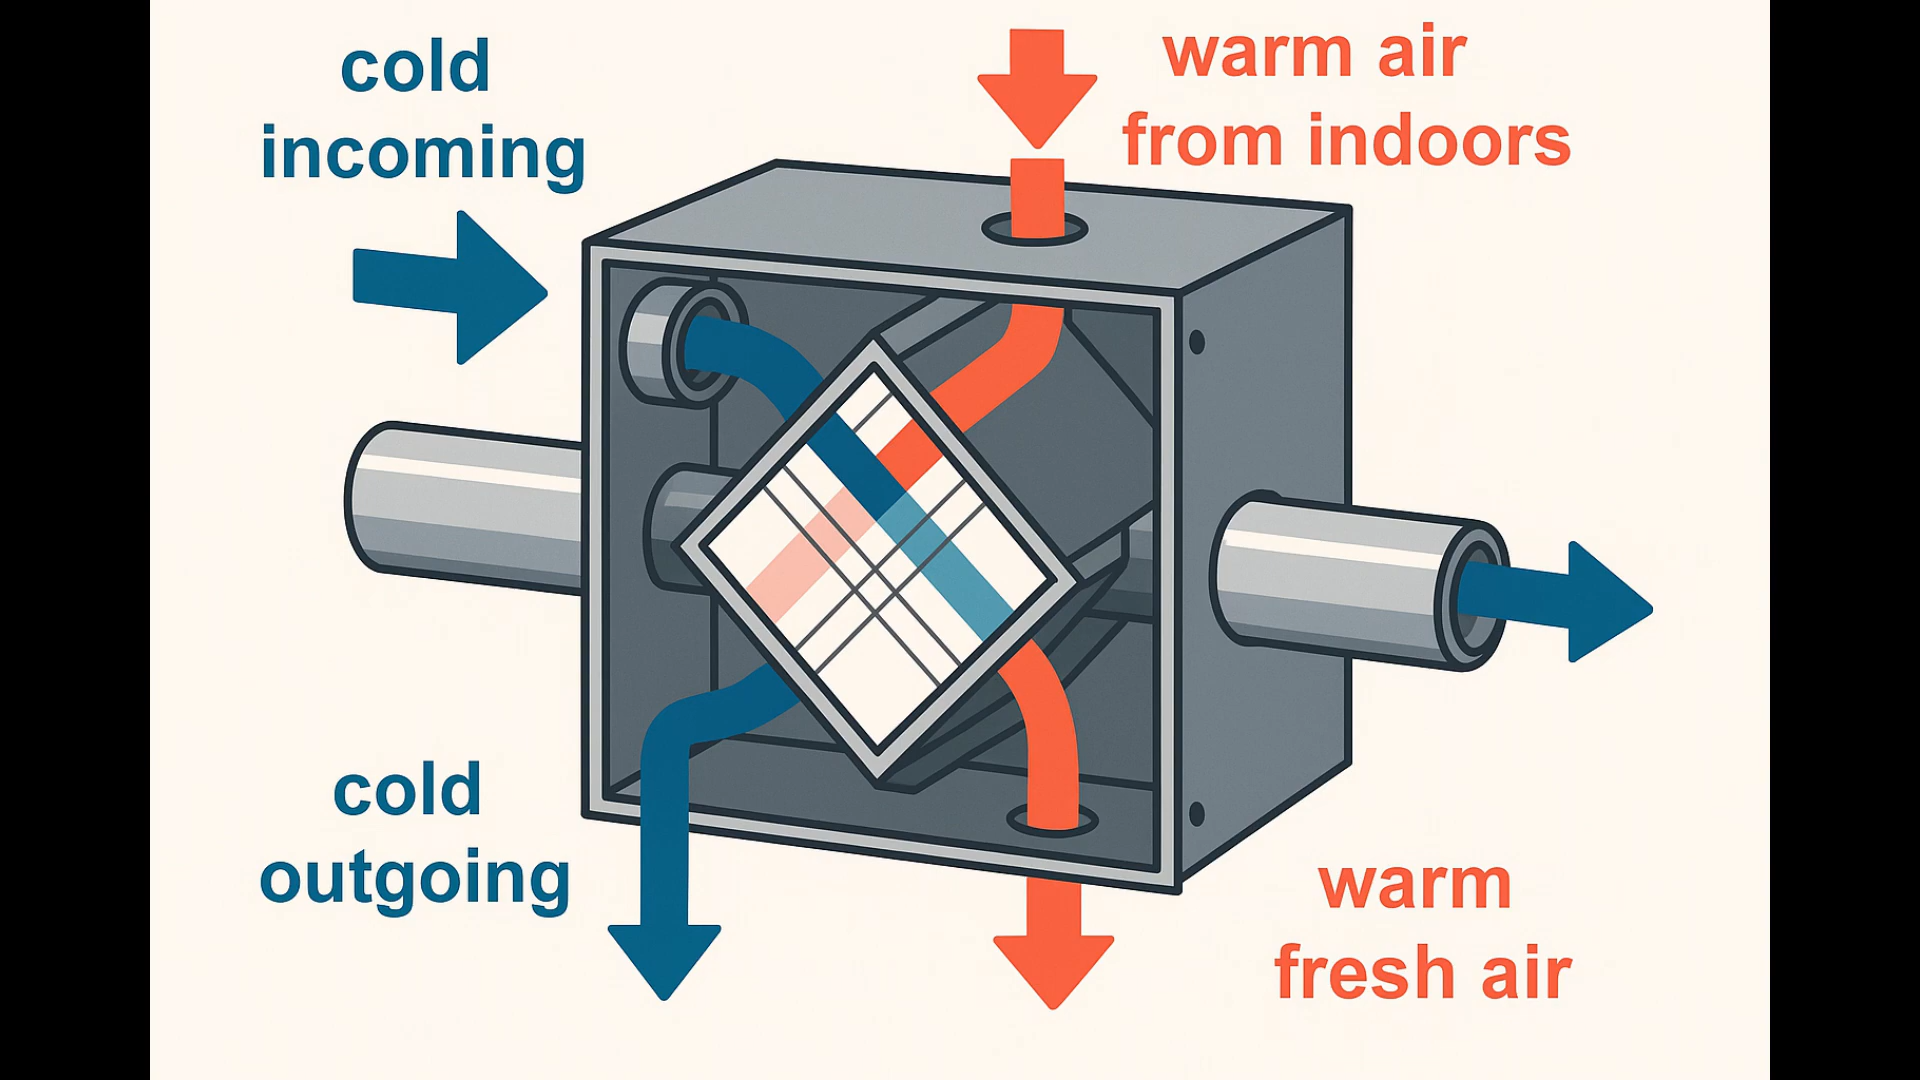 cold
incoming
warm air
from indoors
cold
outgoing
warm
fresh air